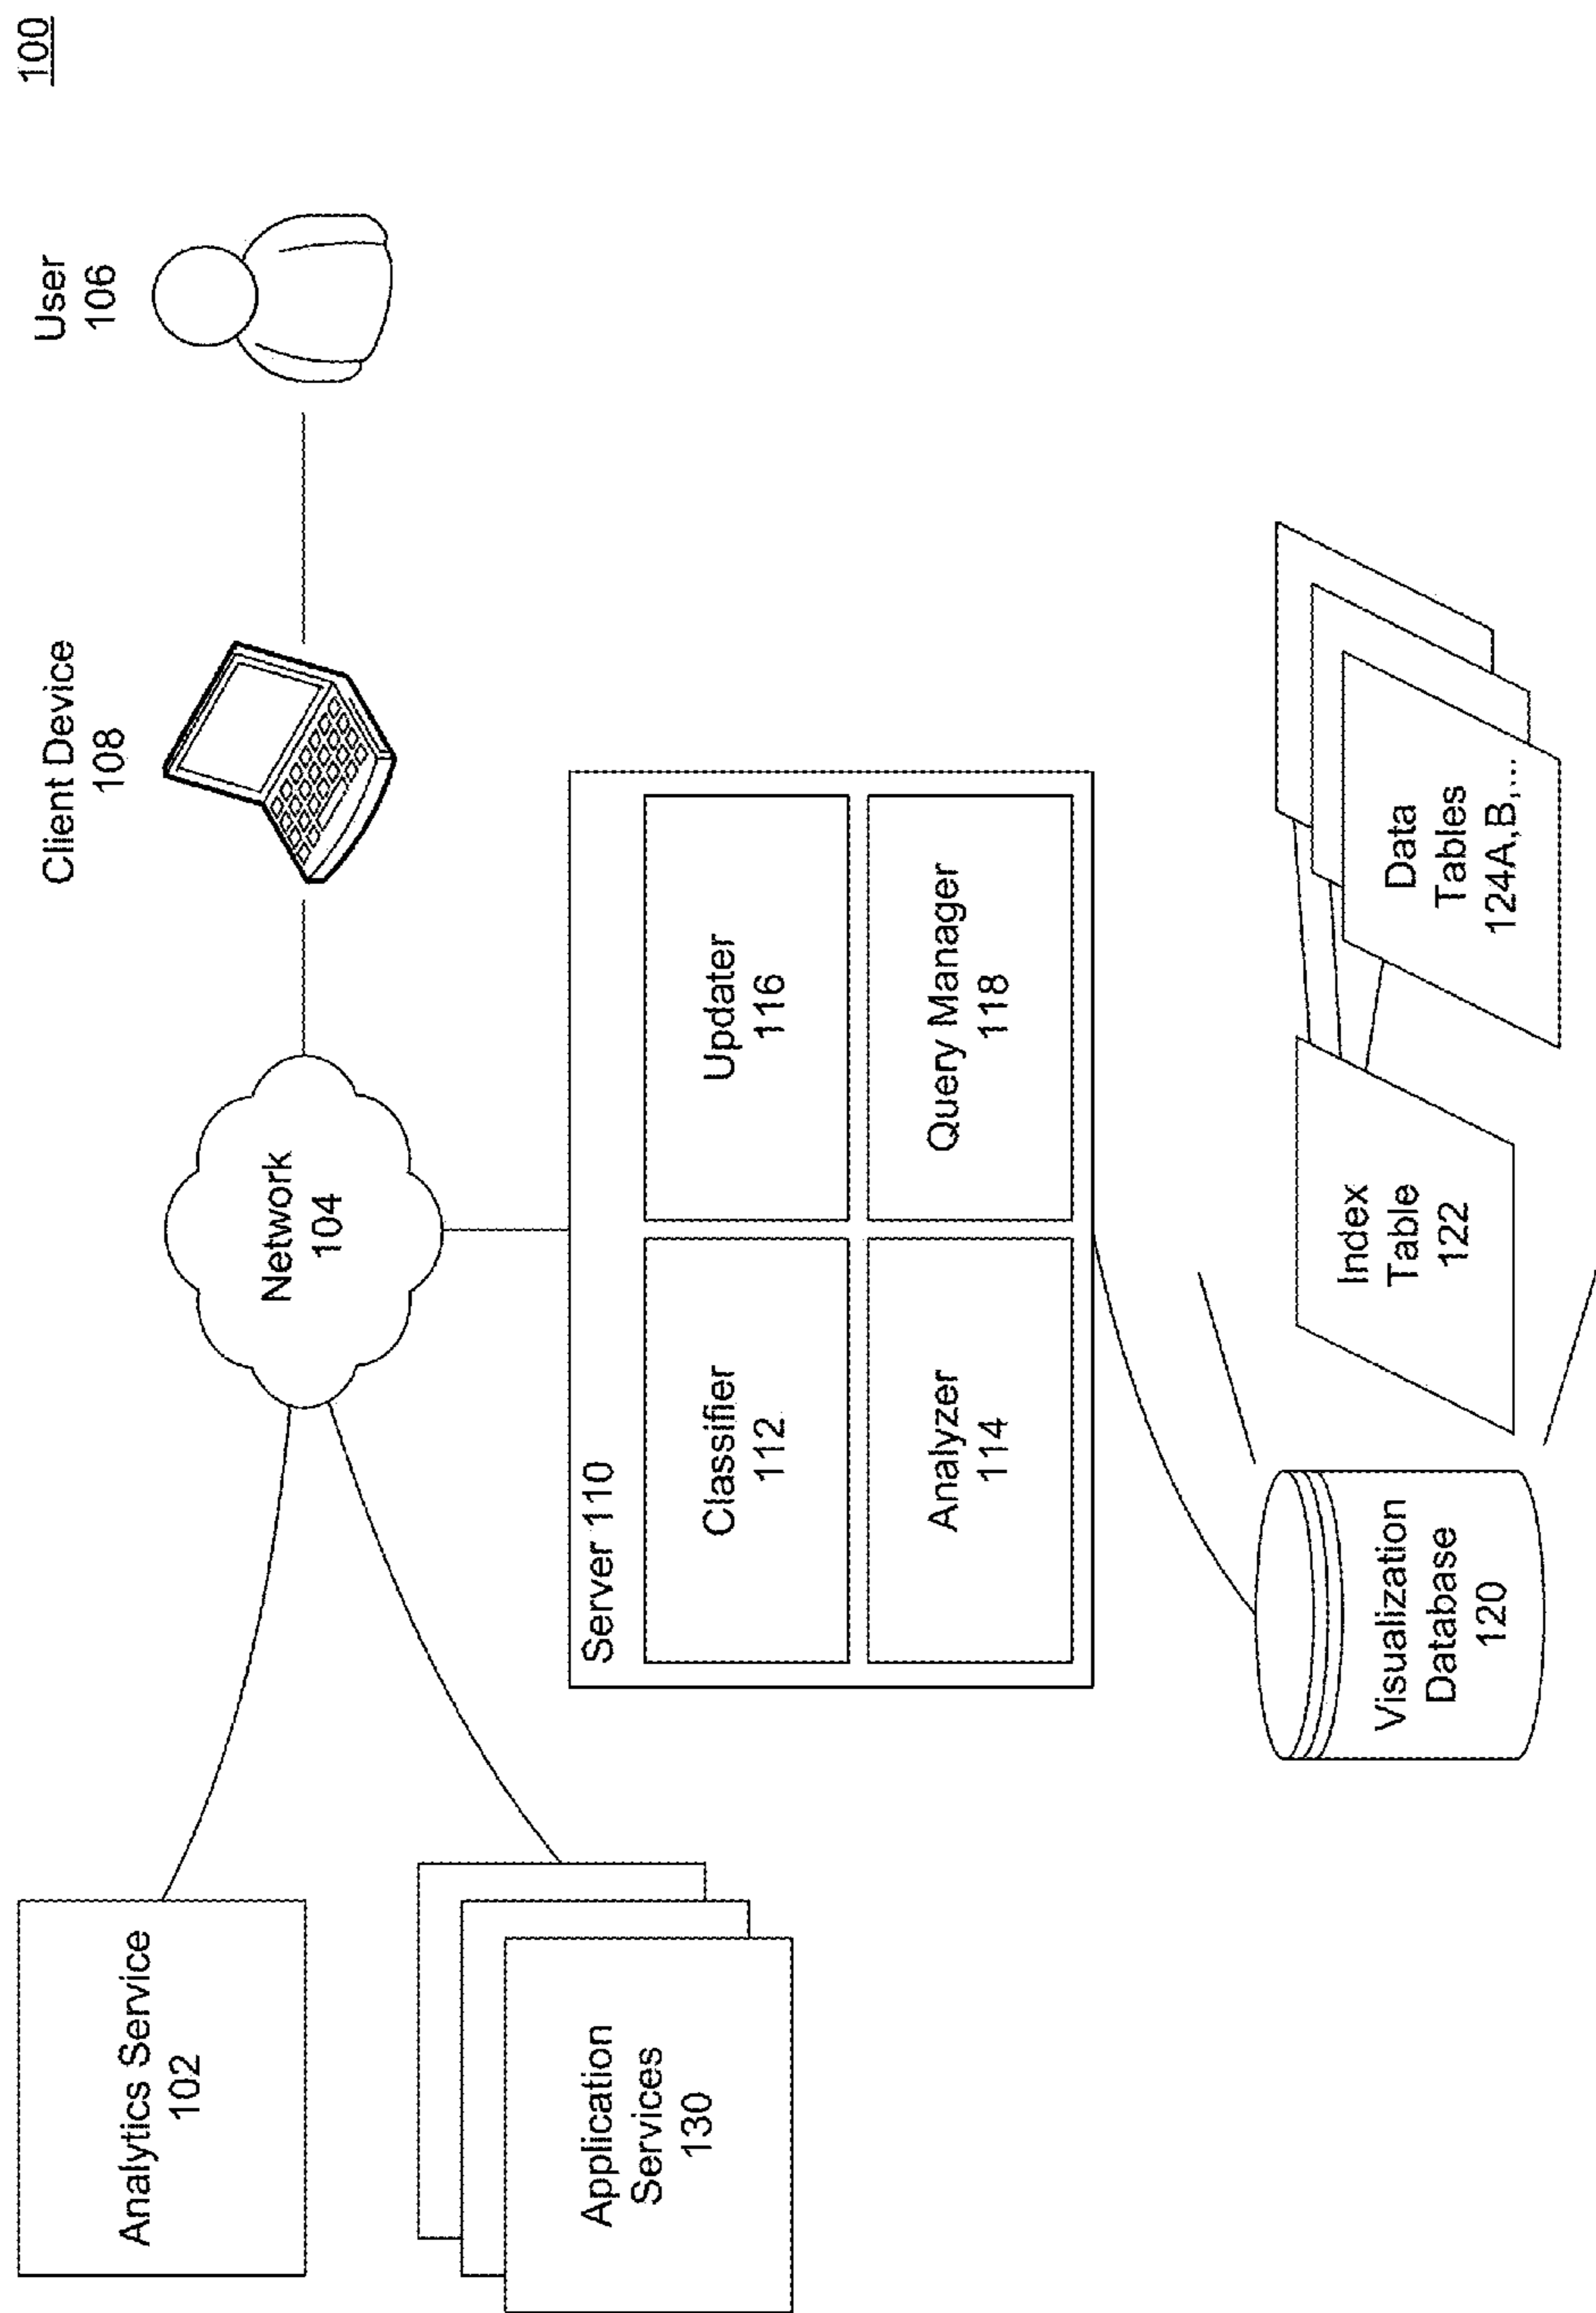 100
Analytics Service
102
Network
104
Client Device
108
User
106
Application
Services
130
Server 110
Classifier
112
Updater
116
Analyzer
114
Query Manager
118
Visualization
Database
120
Index
Table
122
Data
Tables
124A,B,...